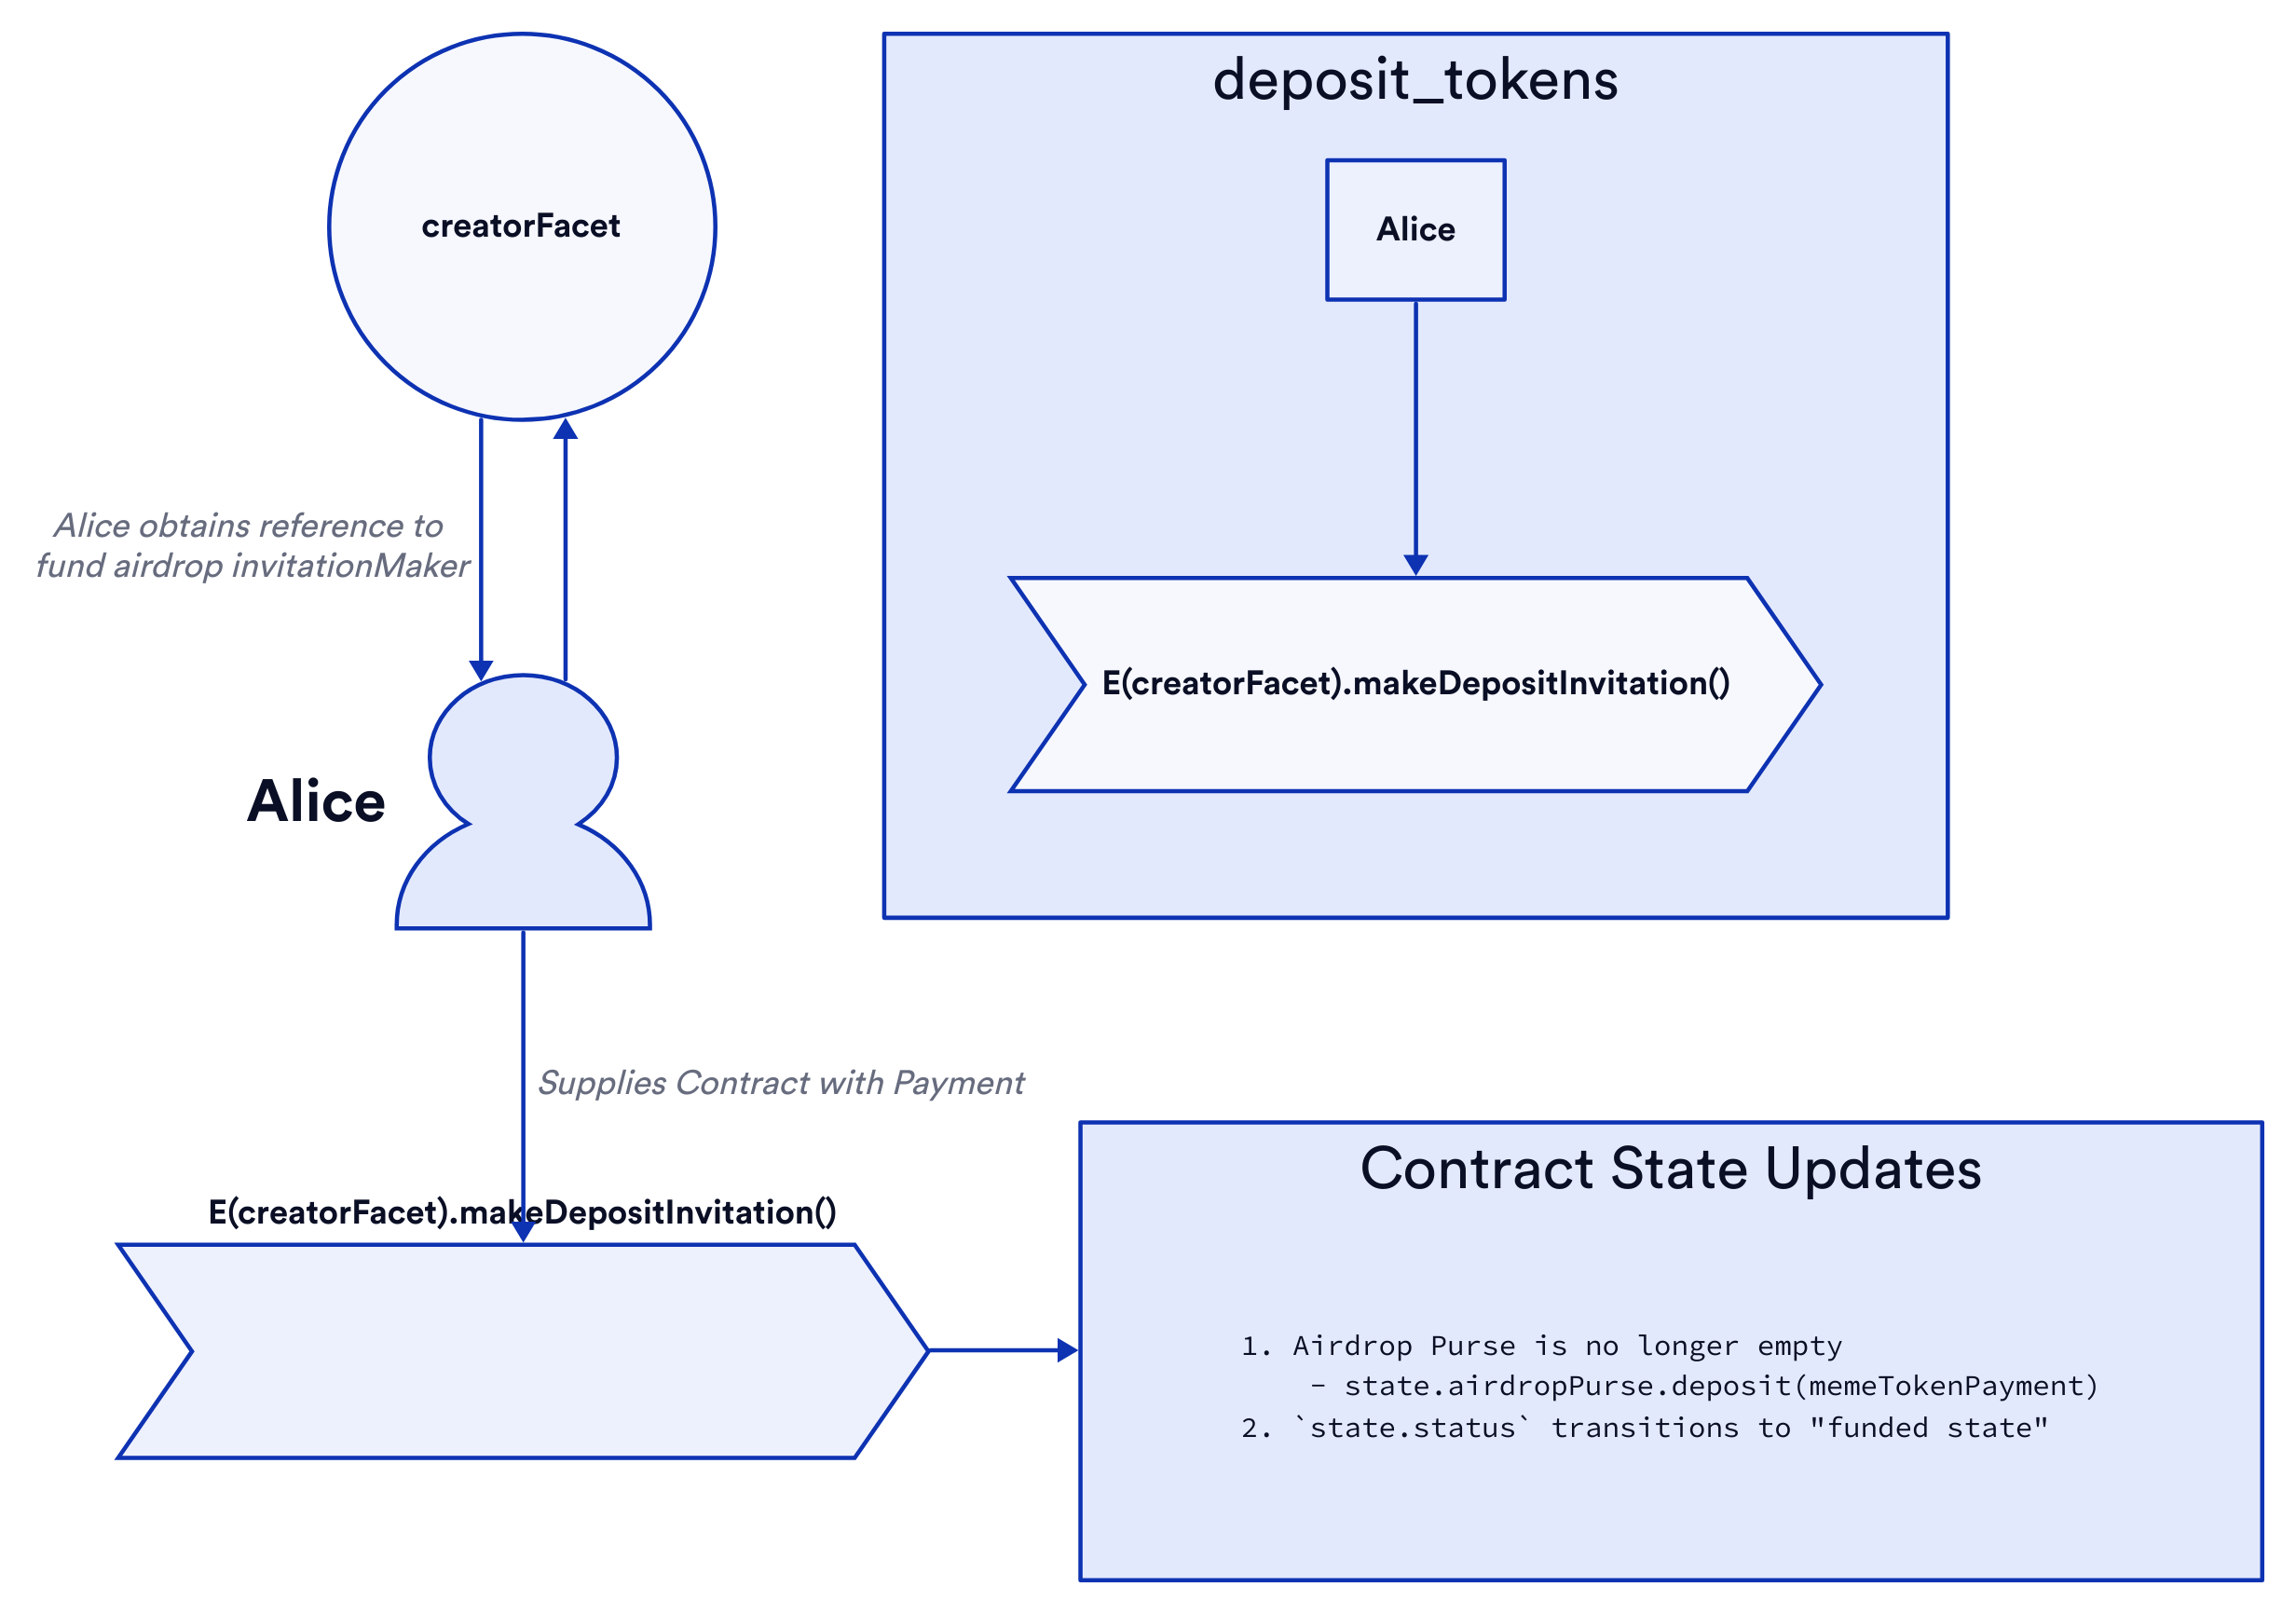 creatorFacet
Alice obtains reference to
fund airdrop invitationMaker
Alice
Supplies Contract with Payment
E(creatorFacet).makeDepositInvitation()
deposit_tokens
Alice
E(creatorFacet).makeDepositInvitation()
Contract State Updates
1. Airdrop Purse is no longer empty
- state.airdropPurse.deposit(memeTokenPayment)
2. `state.status` transitions to "funded state"